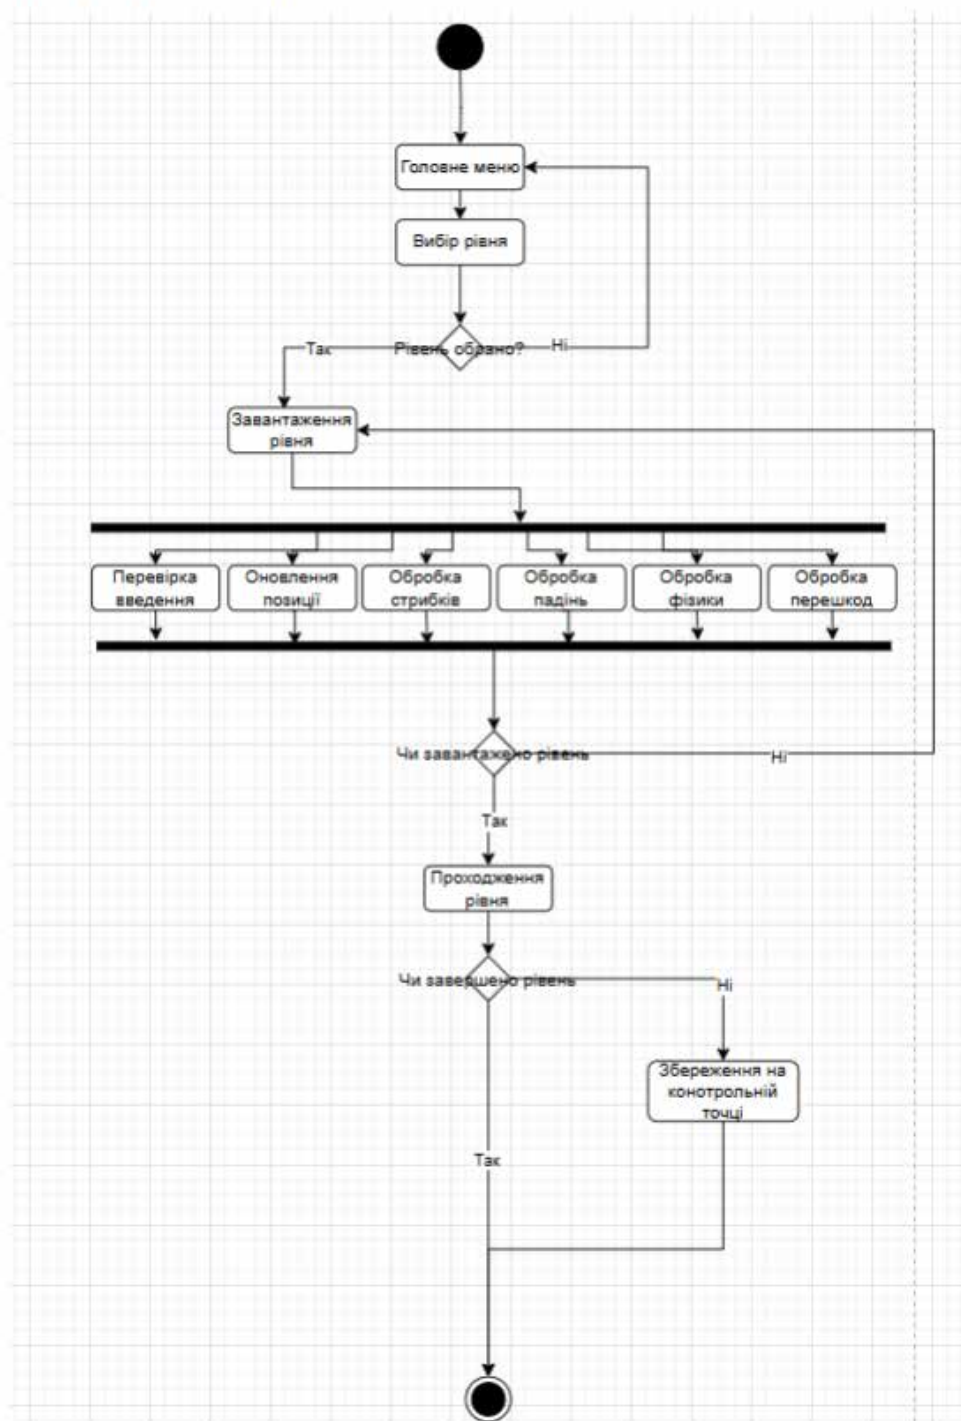 Головне меню
Вибір рівня
Так
Рівень обрано?
Ні
Завантаження
рівня
Перевірка
введення
Оновлення
позиції
Обробка
стрибків
Обробка
падінь
Обробка
фізики
Обробка
перешкод
Чи завантажено рівень
Ні
Так
Проходження
рівня
Чи завершено рівень
Ні
Збереження на
конотрольній
точці
Так